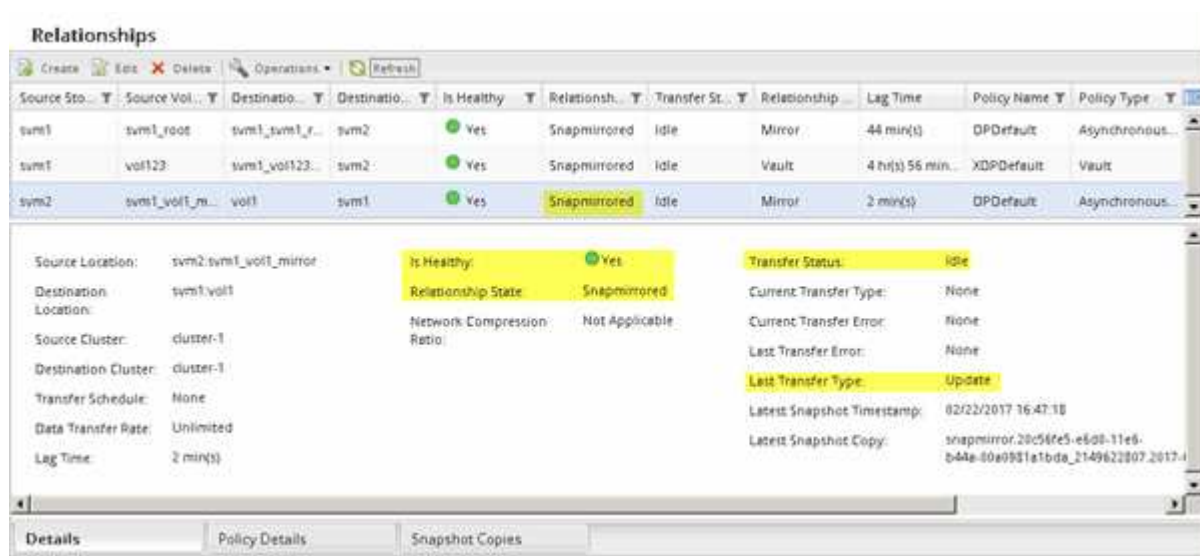 Relationships
Create Edit Delete Operations Refresh
Source Sto... Source Vol... Destinatio... Destinatio... Is Healthy Relationsh... Transfer St... Relationship ... Lag Time Policy Name Policy Type
svm1 svm1_root svm1_svm1_r... svm2 Yes Snapmirrored Idle Mirror 44 min(s) DPDefault Asynchronous...
svm1 vol123 svm1_vol123... svm2 Yes Snapmirrored Idle Vault 4 hr(s) 56 min... XDPDefault Vault
svm2 svm1_vol1_m... vol1 svm1 Yes Snapmirrored Idle Mirror 2 min(s) DPDefault Asynchronous...
Source Location: svm2:svm1_vol1_mirror
Destination Location: svm1:vol1
Source Cluster: cluster-1
Destination Cluster: cluster-1
Transfer Schedule: None
Data Transfer Rate: Unlimited
Lag Time: 2 min(s)
Is Healthy: Yes
Relationship State: Snapmirrored
Network Compression Ratio: Not Applicable
Transfer Status: Idle
Current Transfer Type: None
Current Transfer Error: None
Last Transfer Error: None
Last Transfer Type: Update
Latest Snapshot Timestamp: 02/22/2017 16:47:18
Latest Snapshot Copy:
Details Policy Details Snapshot Copies